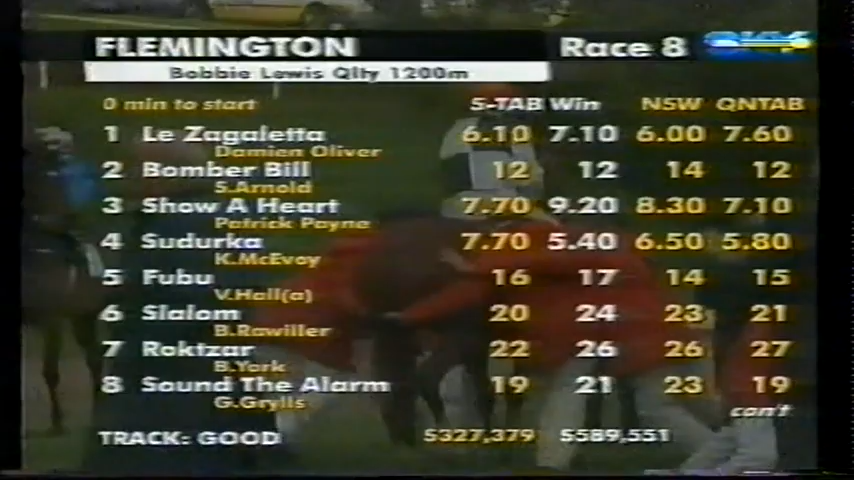 FLEMINGTON Race 8 SKY
Bobbie Lewis Qlty 1200m
0 min to start S-TAB Win NSW QNTAB
1 Le Zagaletta 6.10 7.10 6.00 7.60
Damien Oliver
2 Bomber Bill 12 12 14 12
S.Arnold
3 Show A Heart 7.70 9.20 8.30 7.10
Patrick Payne
4 Sudurka 7.70 5.40 6.50 5.80
K.McEvoy
5 Fubu 16 17 14 15
V.Hall(a)
6 Slalom 20 24 23 21
B.Rawiller
7 Roktzar 22 26 26 27
B.York
8 Sound The Alarm 19 21 23 19
G.Grylls
con't
TRACK: GOOD $327,379 $589,551